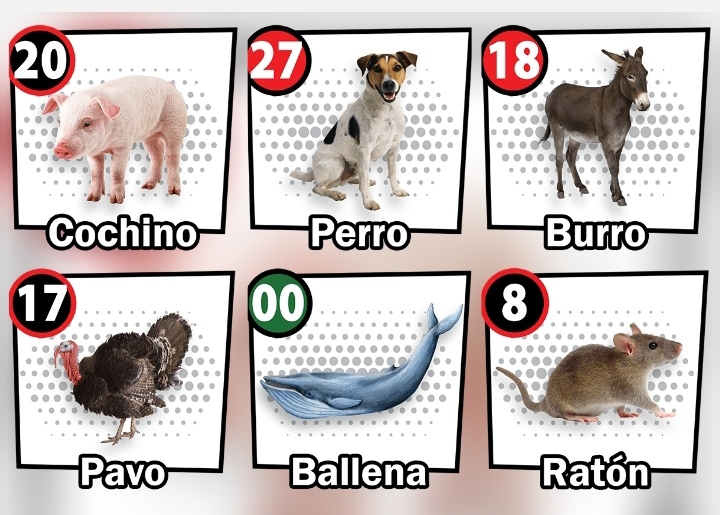 20
Cochino
27
Perro
18
Burro
17
Pavo
00
Ballena
8
Ratón